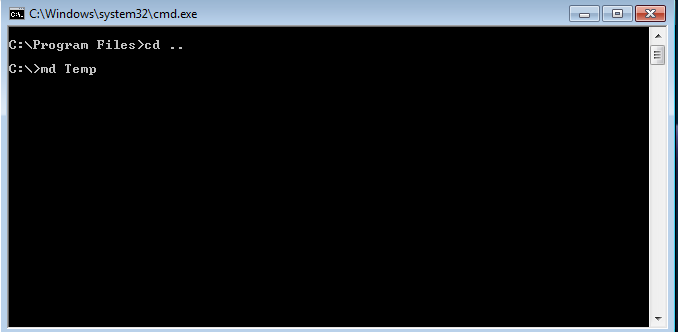 C:\Windows\system32\cmd.exe
C:\Program Files>cd ..
C:\>md Temp